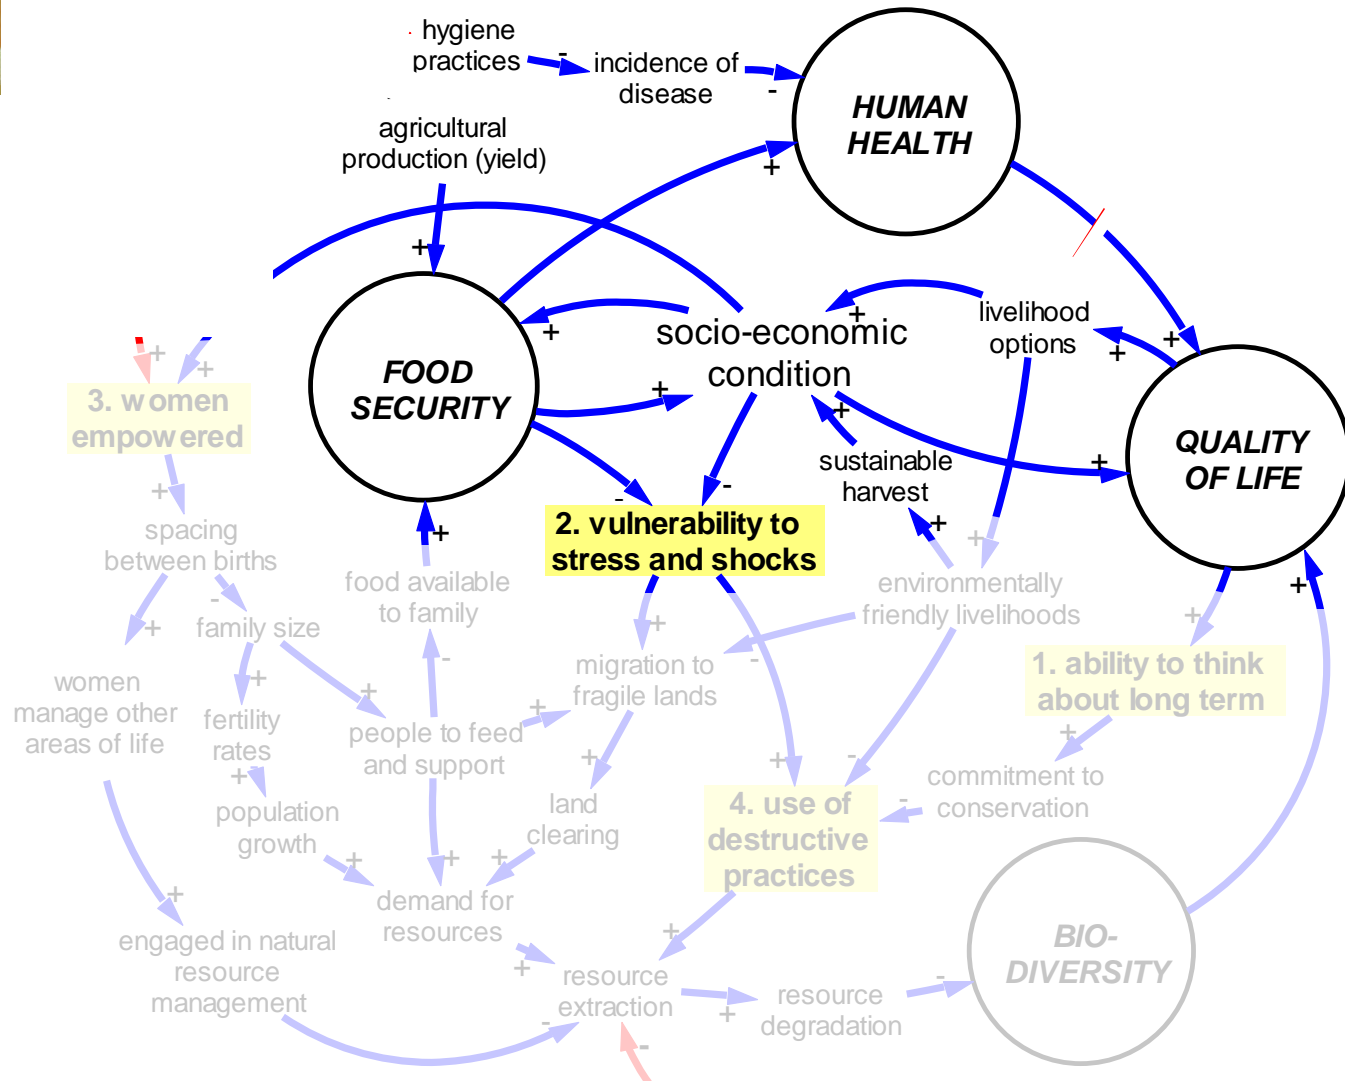 hygiene
practices
-
incidence of
disease
-
HUMAN
HEALTH
agricultural
production (yield)
+
+
+
livelihood
options
+
+
+
socio-economic
condition
FOOD
SECURITY
+
+
+
+
3. women
empowered
+
sustainable
harvest
+
QUALITY
OF LIFE
-
-
+
2. vulnerability to
stress and shocks
+
+
+
spacing
between births
food available
to family
environmentally
friendly livelihoods
+
-
+
family size
+
+
-
-
migration to
fragile lands
1. ability to think
about long term
women
manage other
areas of life
+
+
fertility
rates
+
people to feed
and support
+
+
+
+
-
commitment to
conservation
-
population
growth
land
clearing
4. use of
destructive
practices
+
+
+
+
demand for
resources
+
engaged in natural
resource
management
+
resource
extraction
+
resource
degradation
-
BIO-
DIVERSITY
-
-